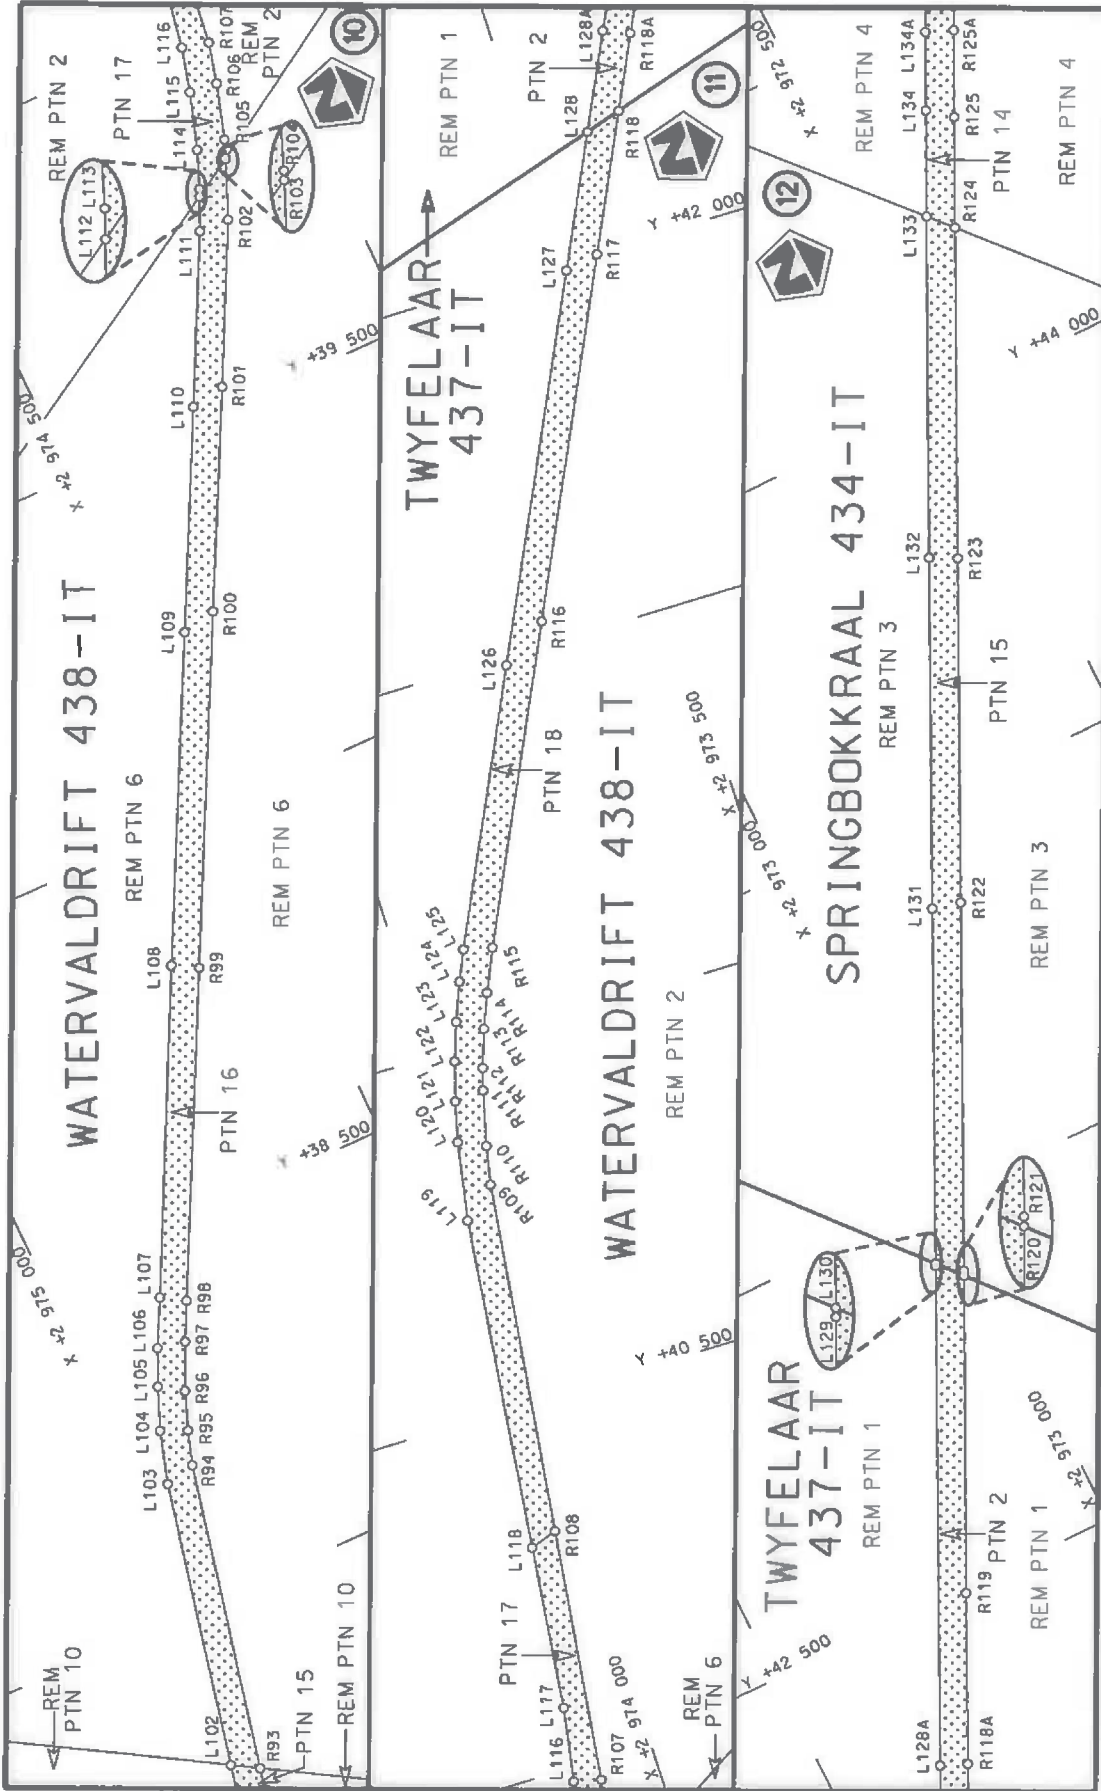 REM
PTN 10
L102
R93
PTN 15
REM PTN 10
L103
L104
L105
L106
L107
R94
R95
R96
R97
R98
X +2 975 000
Y +38 500
PTN 16
L108
R99
WATERVALDRIFT 438-IT
REM PTN 6
REM PTN 6
L109
R100
L110
R101
X +2 974 500
+39 500
L111
R102
L112
L113
R103
R104
L114
R105
L115
R106
L116
R107
REM PTN 2
PTN 17
REM
PTN 2
10
L116
R107
L117
X +2 974 000
REM
PTN 6
PTN 17
L118
R108
Y +40 500
L119
L120
L121
L122
L123
L124
L125
R109
R110
R111
R112
R113
R114
R115
WATERVALDRIFT 438-IT
REM PTN 2
PTN 18
X +2 973 500
L126
R116
TWYFELAAR
437-IT
L127
R117
Y +42 000
L128
R118
L128A
R118A
REM PTN 1
PTN 2
11
L128A
R118A
Y +42 500
R119
PTN 2
TWYFELAAR
437-IT
REM PTN 1
REM PTN 1
X +2 973 000
L129
L130
R120
R121
L131
R122
X +2 973 000
SPRINGBOKKRAAL 434-IT
REM PTN 3
REM PTN 3
PTN 15
L132
R123
Y +44 000
L133
R124
L134
R125
L134A
R125A
PTN 14
REM PTN 4
REM PTN 4
X +2 972 500
12